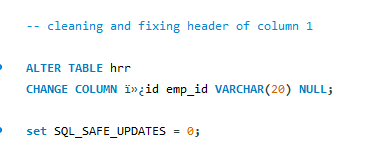 -- cleaning and fixing header of column 1
ALTER TABLE hrr
CHANGE COLUMN ï»¿id emp_id VARCHAR(20) NULL;
set SQL_SAFE_UPDATES = 0;